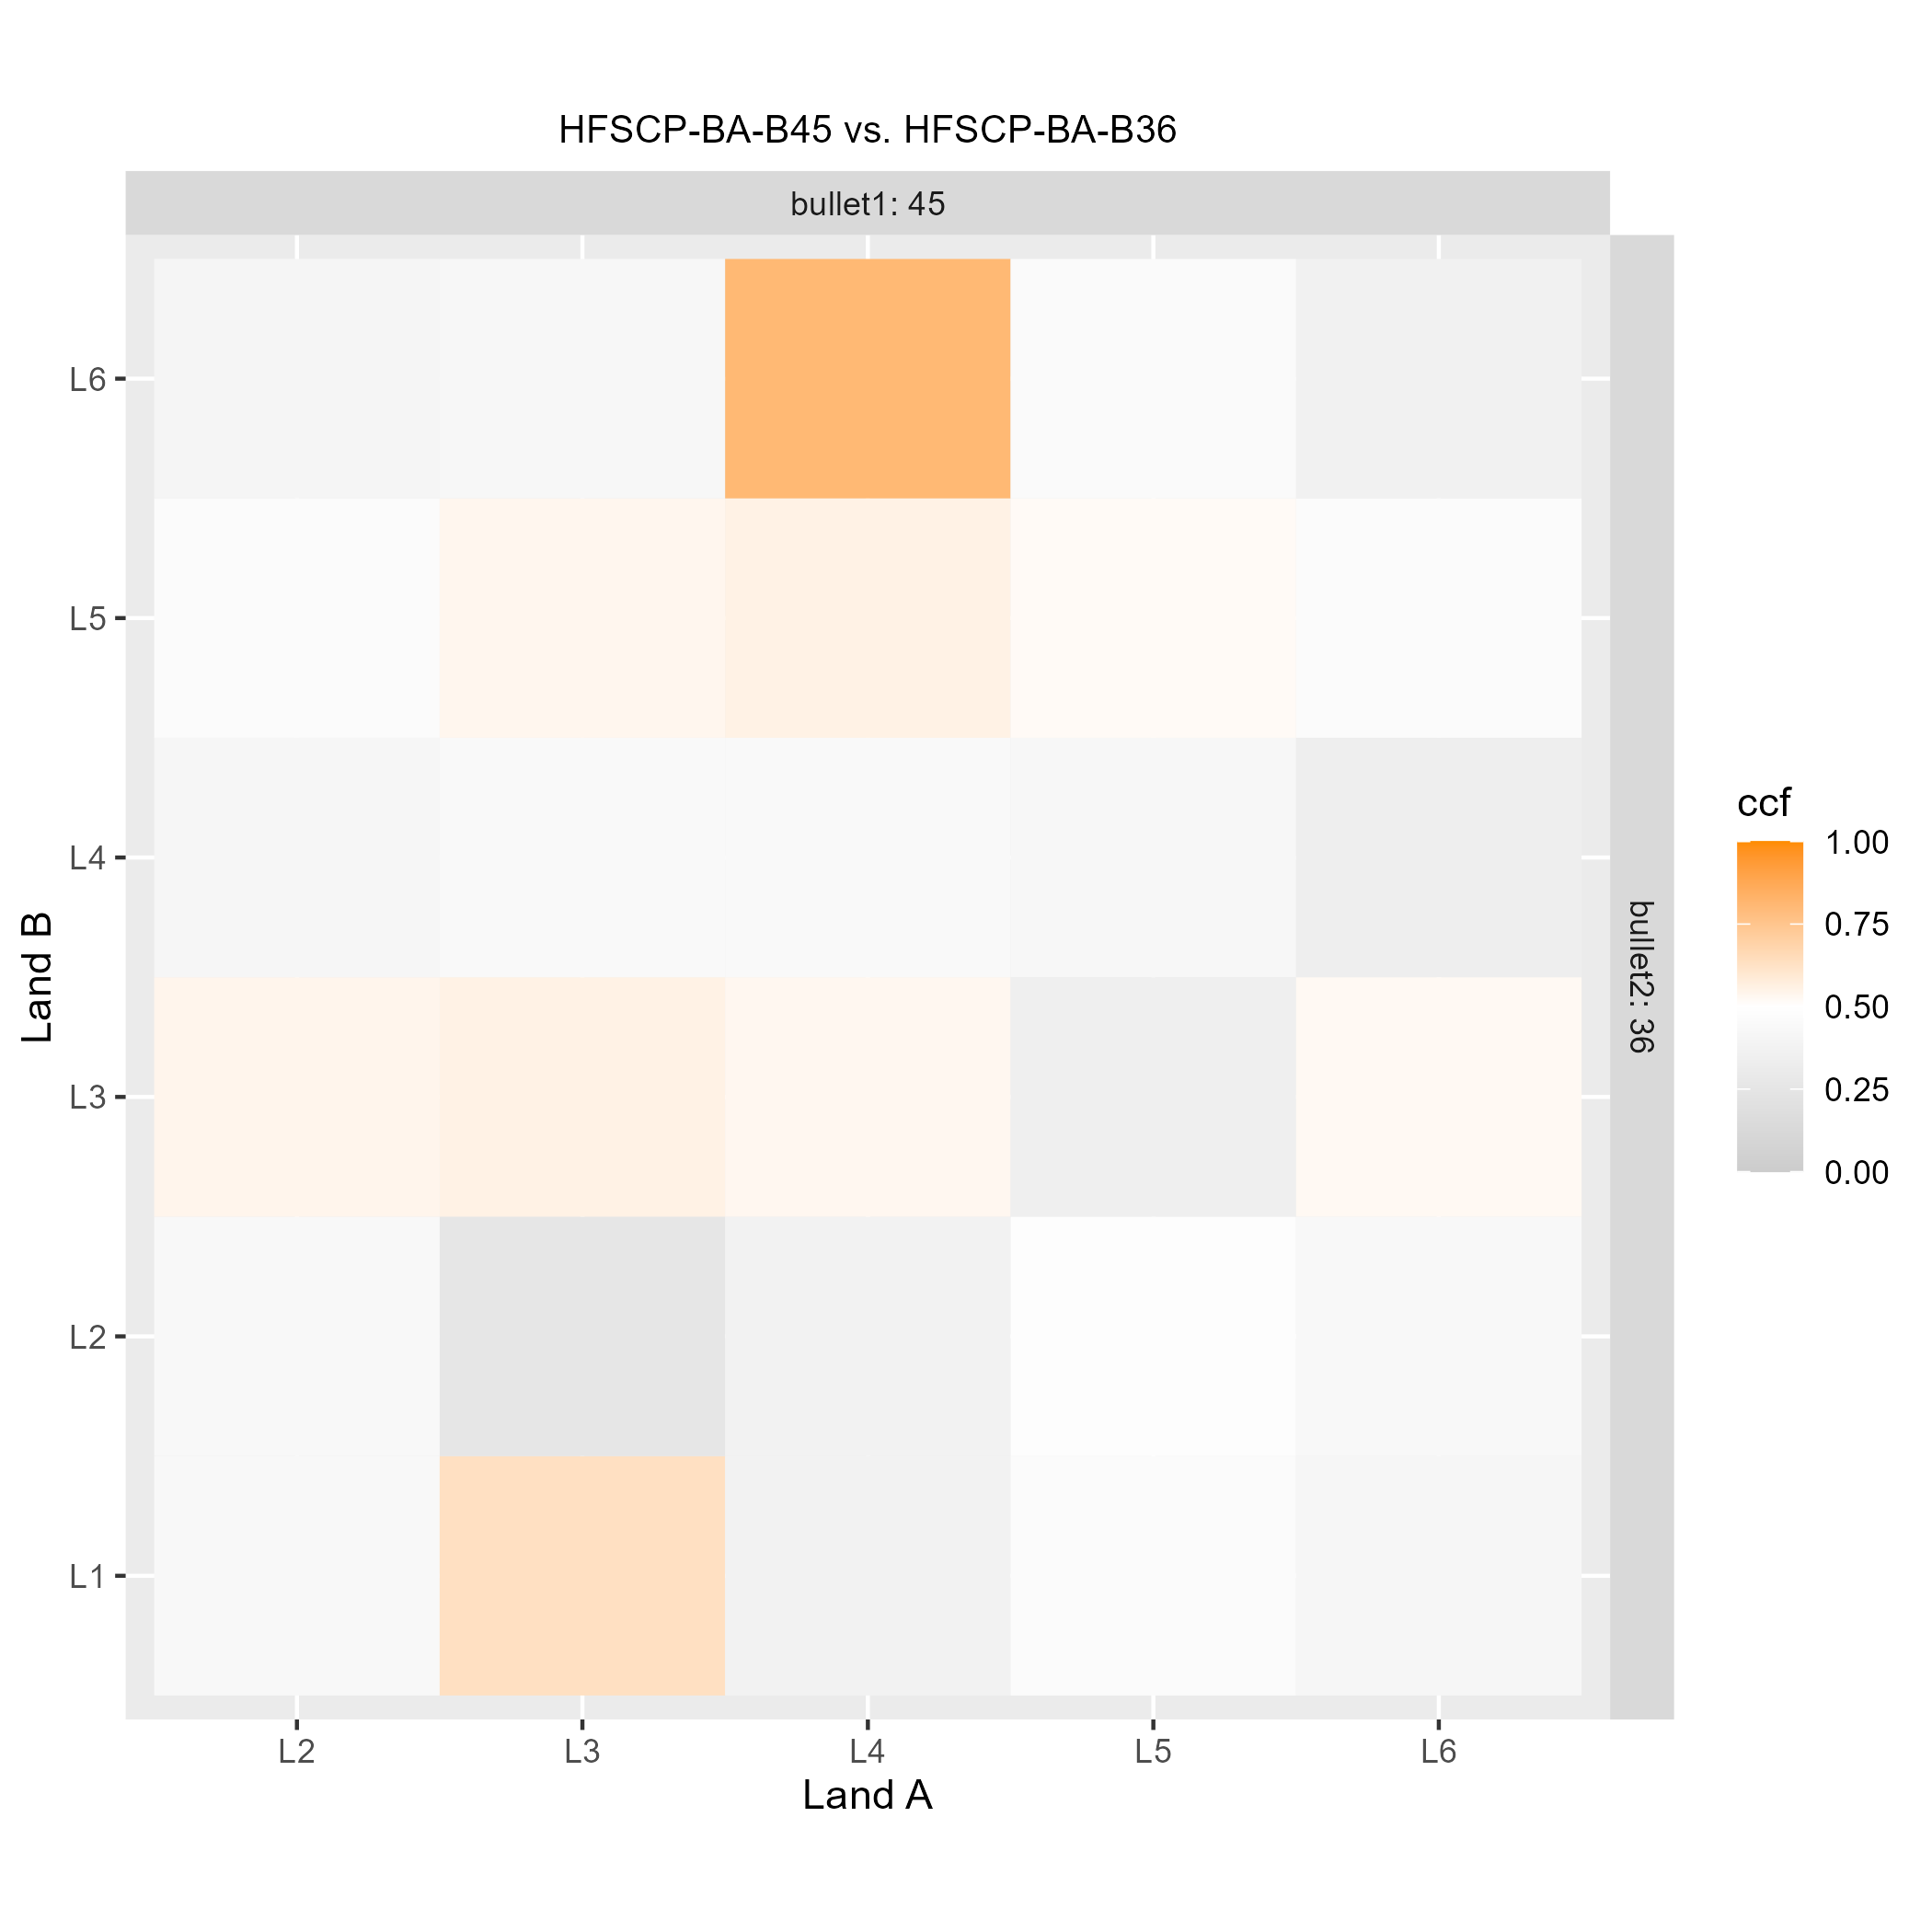 HFSCP-BA-B45 vs. HFSCP-BA-B36
bullet1: 45
L6
L5
L4
L3
L2
L1
Land B
bullet2: 36
L2
L3
L4
L5
L6
Land A
ccf
1.00
0.75
0.50
0.25
0.00